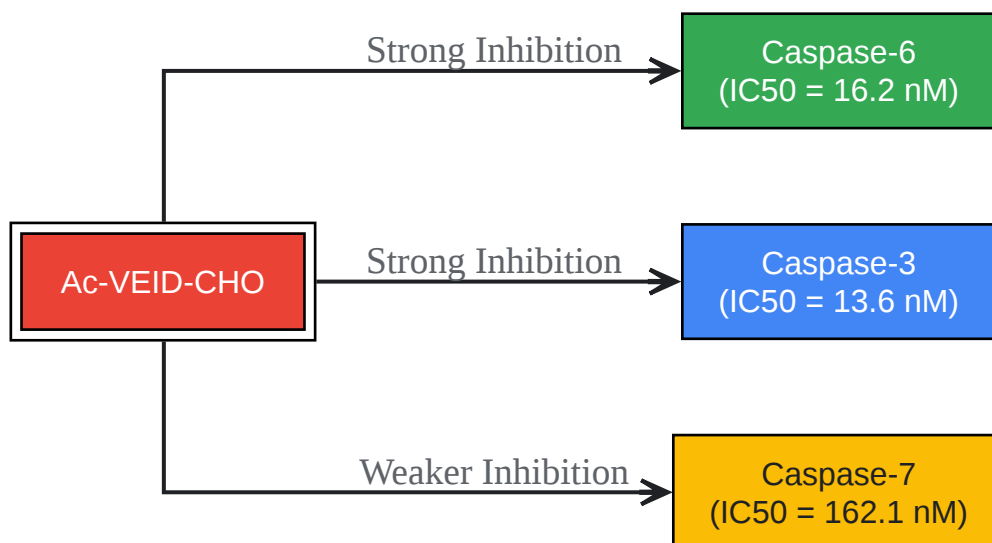 Strong Inhibition
Caspase-6
(IC50 = 16.2 nM)
Ac-VEID-CHO
Strong Inhibition
Caspase-3
(IC50 = 13.6 nM)
Weaker Inhibition
Caspase-7
(IC50 = 162.1 nM)